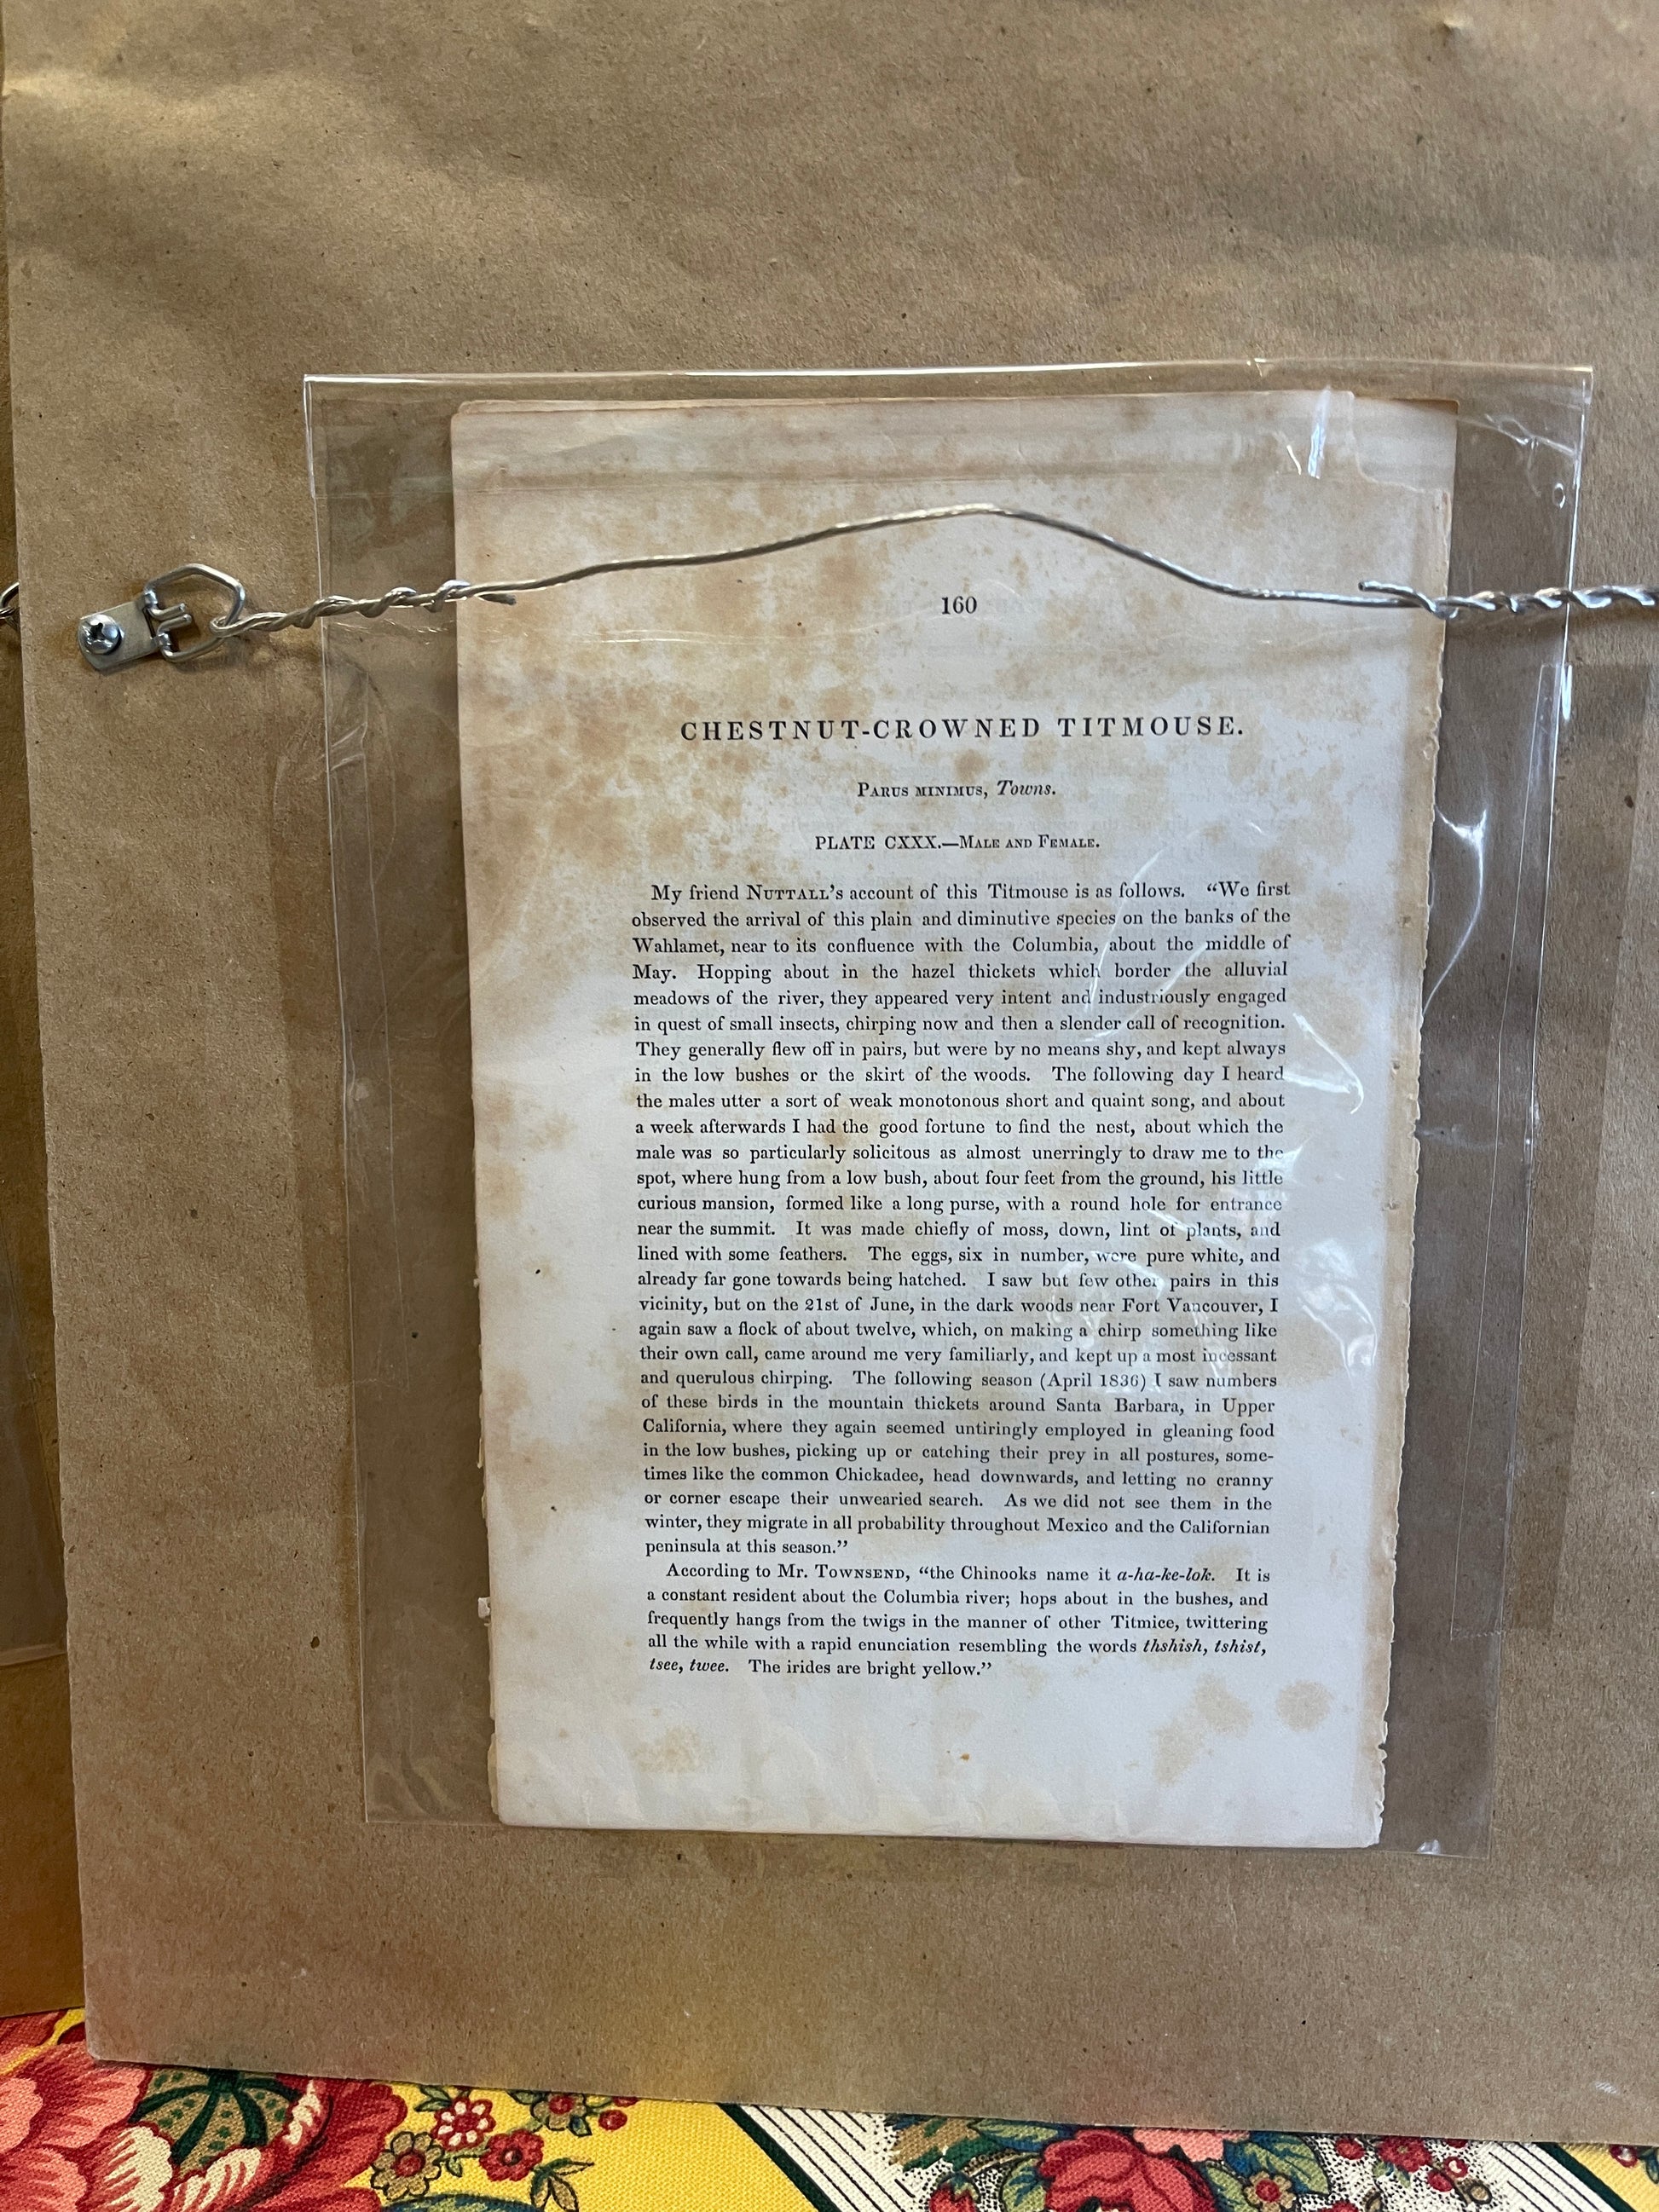 160
CHESTNUT-CROWNED TITMOUSE.
PARUS MINIMUS, Towns.
PLATE CXXX.—MALE AND FEMALE.
My friend NUTTALL's account of this Titmouse is as follows. “We first
observed the arrival of this plain and diminutive species on the banks of the
Wahlamet, near to its confluence with the Columbia, about the middle of
May. Hopping about in the hazel thickets which border the alluvial
meadows of the river, they appeared very intent and industriously engaged
in quest of small insects, chirping now and then a slender call of recognition.
They generally flew off in pairs, but were by no means shy, and kept always
in the low bushes or the skirt of the woods. The following day I heard
the males utter a sort of weak monotonous short and quaint song, and about
a week afterwards I had the good fortune to find the nest, about which the
male was so particularly solicitous as almost unerringly to draw me to the
spot, where hung from a low bush, about four feet from the ground, his little
curious mansion, formed like a long purse, with a round hole for entrance
near the summit. It was made chiefly of moss, down, lint of plants, and
lined with some feathers. The eggs, six in number, were pure white, and
already far gone towards being hatched. I saw but few other pairs in this
vicinity, but on the 21st of June, in the dark woods near Fort Vancouver, I
again saw a flock of about twelve, which, on making a chirp something like
their own call, came around me very familiarly, and kept up a most incessant
and querulous chirping. The following season (April 1836) I saw numbers
of these birds in the mountain thickets around Santa Barbara, in Upper
California, where they again seemed untiringly employed in gleaning food
in the low bushes, picking up or catching their prey in all postures, some-
times like the common Chickadee, head downwards, and letting no cranny
or corner escape their unwearied search. As we did not see them in the
winter, they migrate in all probability throughout Mexico and the Californian
peninsula at this season.”
According to Mr. TOWNSEND, “the Chinooks name it a-ha-ke-lok. It is
a constant resident about the Columbia river; hops about in the bushes, and
frequently hangs from the twigs in the manner of other Titmice, twittering
all the while with a rapid enunciation resembling the words thshish, tshist,
tsee, twee. The irides are bright yellow.”